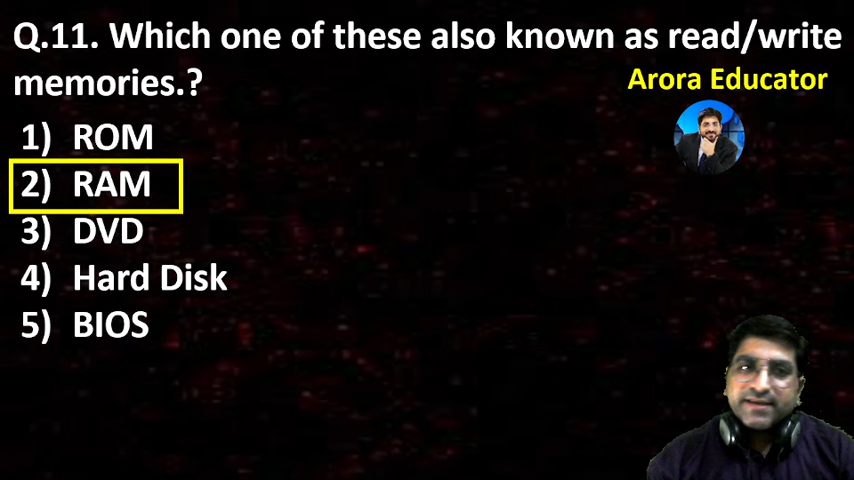 Q.11. Which one of these also known as read/write
memories.?
Arora Educator
1) ROM
2) RAM
3) DVD
4) Hard Disk
5) BIOS